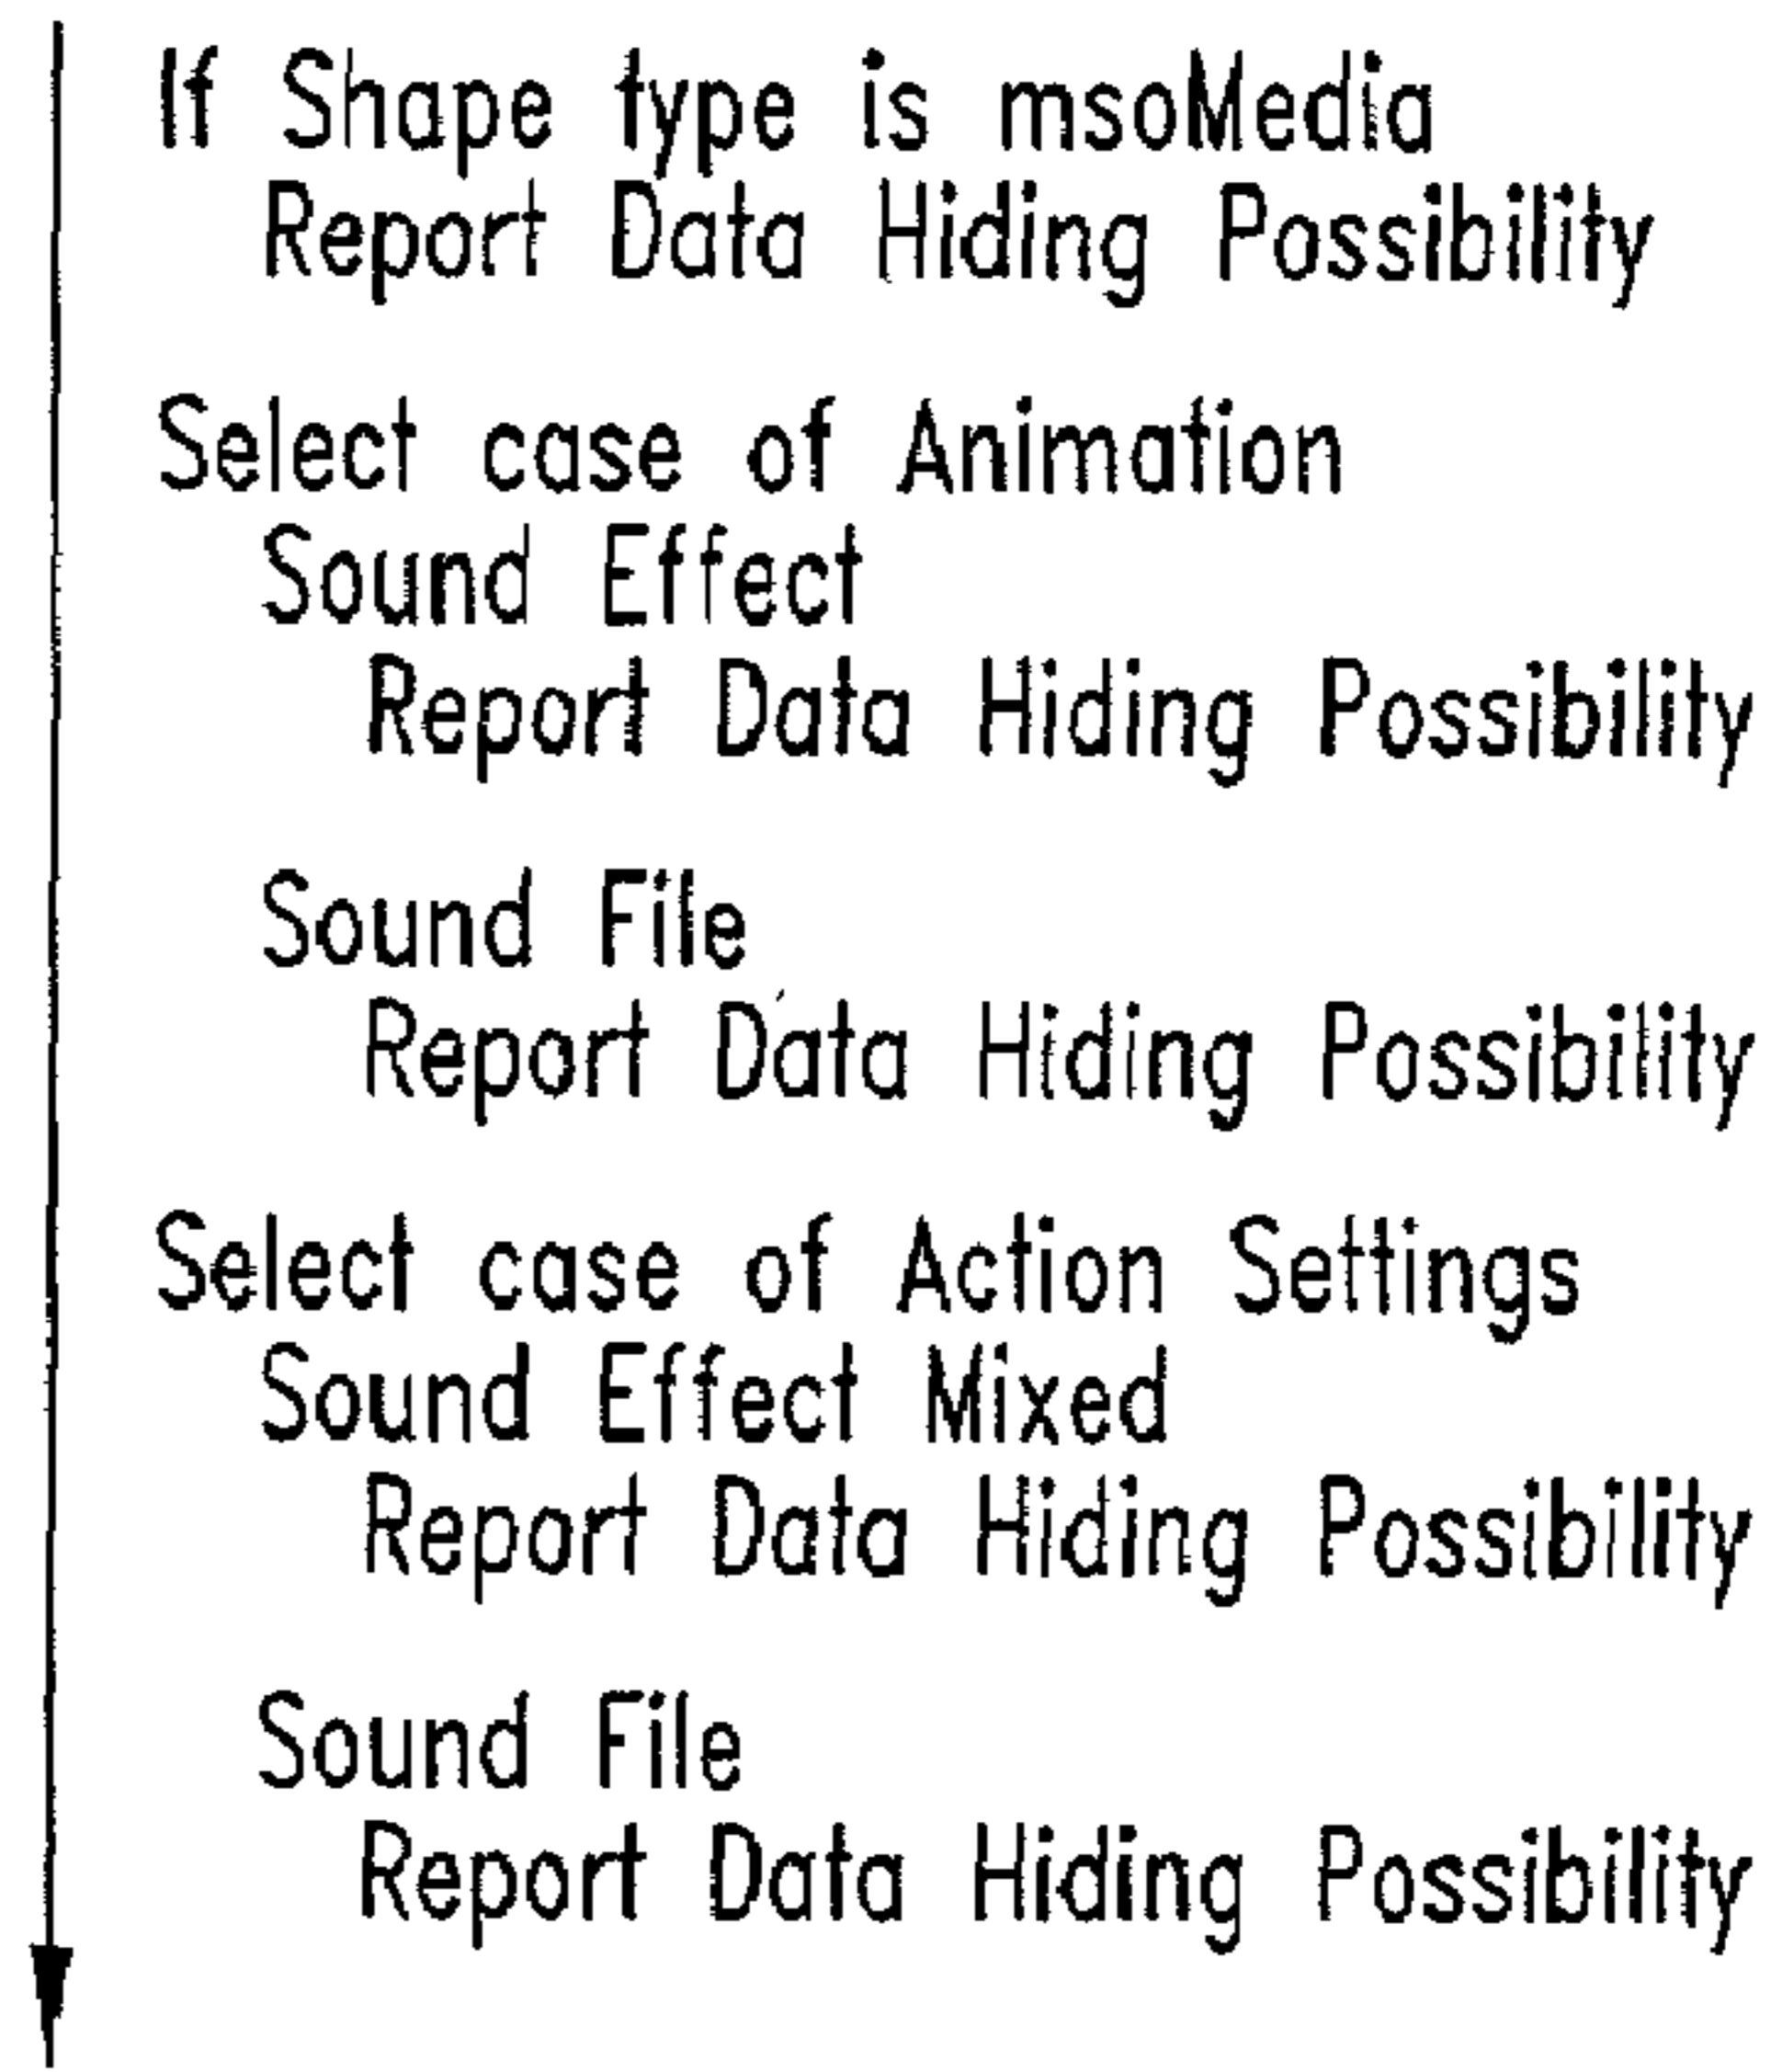 If Shape type is msoMedia
Report Data Hiding Possibility
Select case of Animation
Sound Effect
Report Data Hiding Possibility
Sound File
Report Data Hiding Possibility
Select case of Action Settings
Sound Effect Mixed
Report Data Hiding Possibility
Sound File
Report Data Hiding Possibility